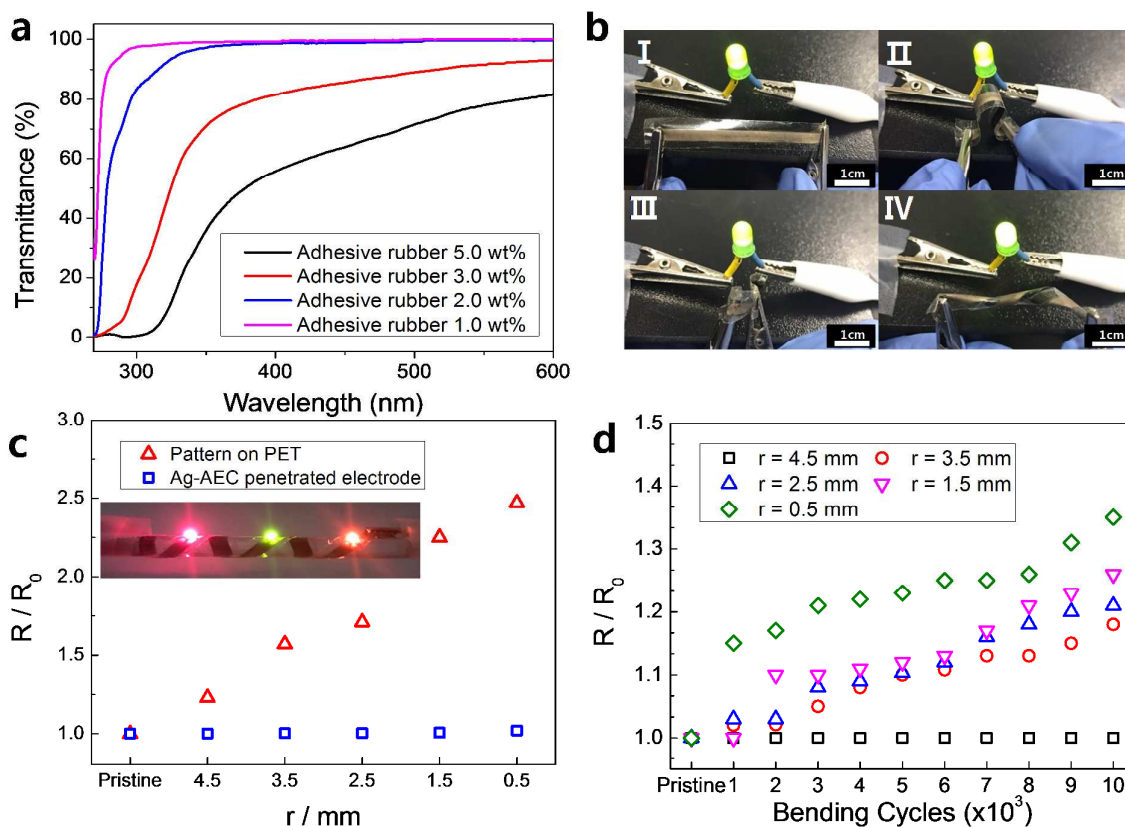 a
Transmittance (%)
100
80
60
40
20
0
300
400
500
600
Wavelength (nm)
Adhesive rubber 5.0 wt%
Adhesive rubber 3.0 wt%
Adhesive rubber 2.0 wt%
Adhesive rubber 1.0 wt%
b
I
1cm
II
1cm
III
1cm
IV
1cm
c
R / R0
3.0
2.5
2.0
1.5
1.0
Pattern on PET
Ag-AEC penetrated electrode
Pristine 4.5 3.5 2.5 1.5 0.5
r / mm
d
R / R0
1.5
1.4
1.3
1.2
1.1
1.0
r = 4.5 mm r = 3.5 mm
r = 2.5 mm r = 1.5 mm
r = 0.5 mm
Pristine 1 2 3 4 5 6 7 8 9 10
Bending Cycles (x10³)